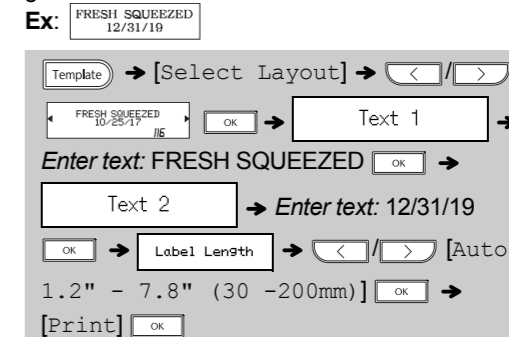 Ex: FRESH SQUEEZED
12/31/19
Template ➔ [Select Layout] ➔ < / >
FRESH SQUEEZED
10/25/17
116
OK ➔ Text 1 ➔
Enter text: FRESH SQUEEZED OK ➔
Text 2 ➔ Enter text: 12/31/19
OK ➔ Label Length ➔ < / > [Auto
1.2" - 7.8" (30 -200mm)] OK ➔
[Print] OK